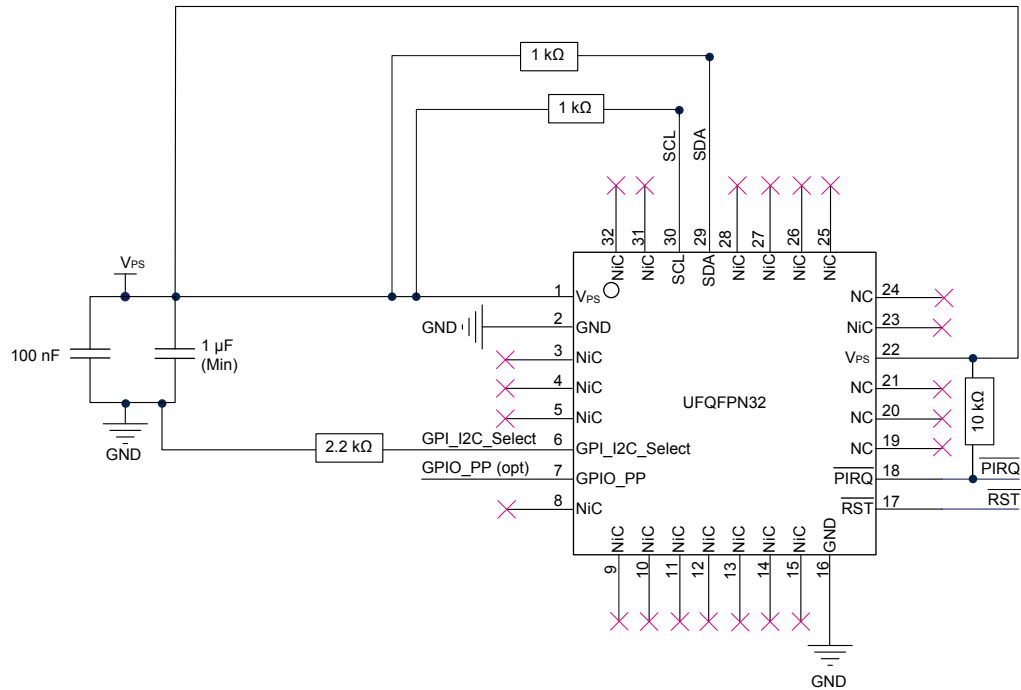 1 kΩ
1 kΩ
SCL
SDA
32
31
30
29
28
27
26
25
NiC
NiC
SCL
SDA
NiC
NiC
NiC
NiC
VPS
100 nF
1 µF
(Min)
GND
1 VPS
GND 2 GND
3 NiC
4 NiC
5 NiC
2.2 kΩ GPI_I2C_Select 6 GPI_I2C_Select
GPIO_PP (opt) 7 GPIO_PP
8 NiC
UFQFPN32
NC 24
NiC 23
VPS 22
NC 21
NC 20
NC 19
10 kΩ
PIRQ 18 PIRQ
RST 17 RST
NiC
NiC
NiC
NiC
NiC
NiC
NiC
GND
9
10
11
12
13
14
15
16
GND